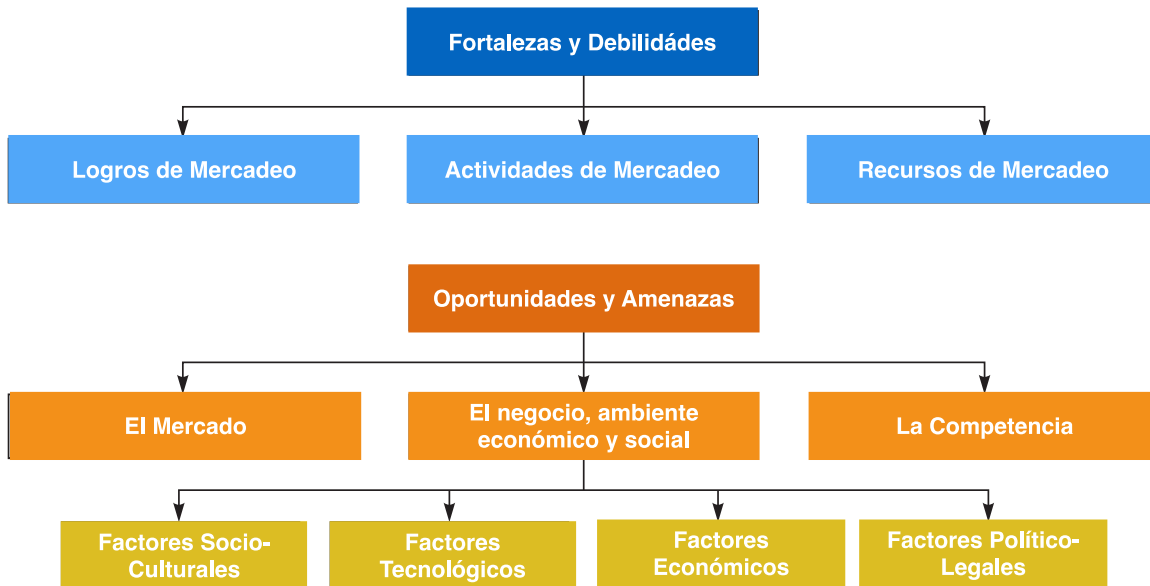 Fortalezas y Debilidádes
Logros de Mercadeo
Actividades de Mercadeo
Recursos de Mercadeo
Oportunidades y Amenazas
El Mercado
El negocio, ambiente
económico y social
La Competencia
Factores Socio-
Culturales
Factores
Tecnológicos
Factores
Económicos
Factores Político-
Legales